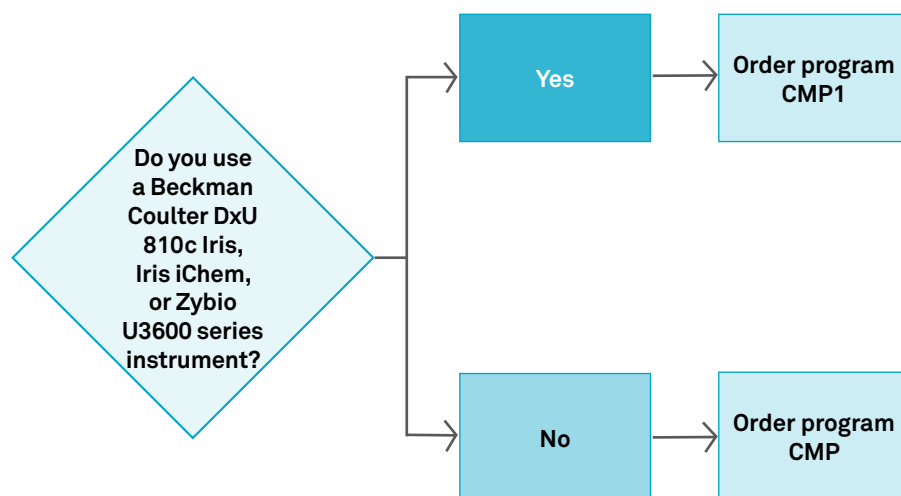 Do you use
a Beckman
Coulter DxU
810c Iris,
Iris iChem,
or Zybio
U3600 series
instrument?
Yes
Order program
CMP1
No
Order program
CMP